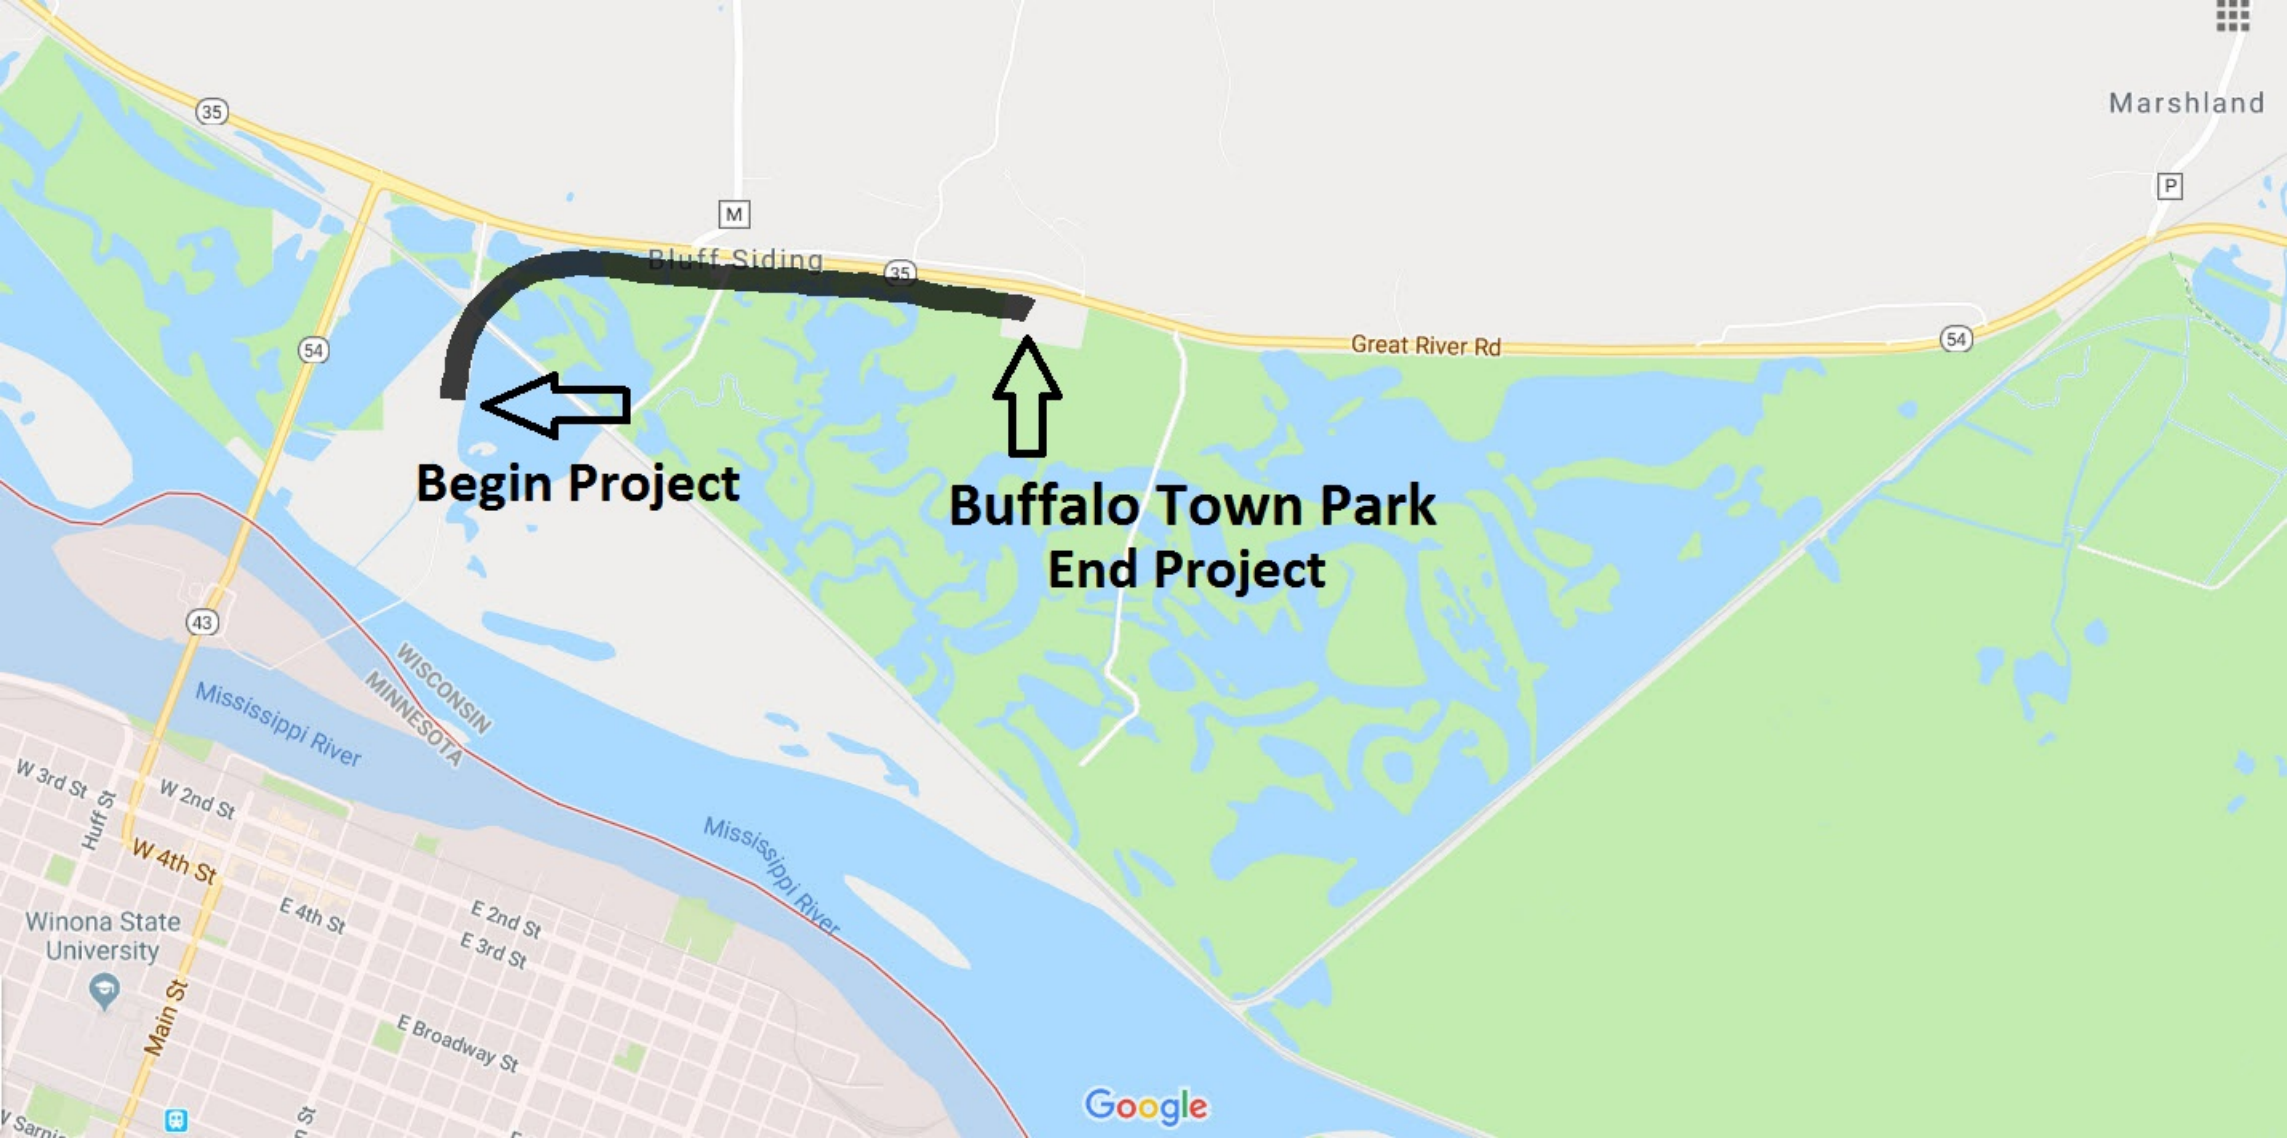 35
Marshland
P
M
Bluff Siding
35
54
Great River Rd
54
Begin Project
Buffalo Town Park
End Project
43
WISCONSIN
MINNESOTA
Mississippi River
W 3rd St
Huff St
W 2nd St
Mississippi River
W 4th St
E 4th St
E 2nd St
E 3rd St
Winona State
University
Main St
E Broadway St
Google
St